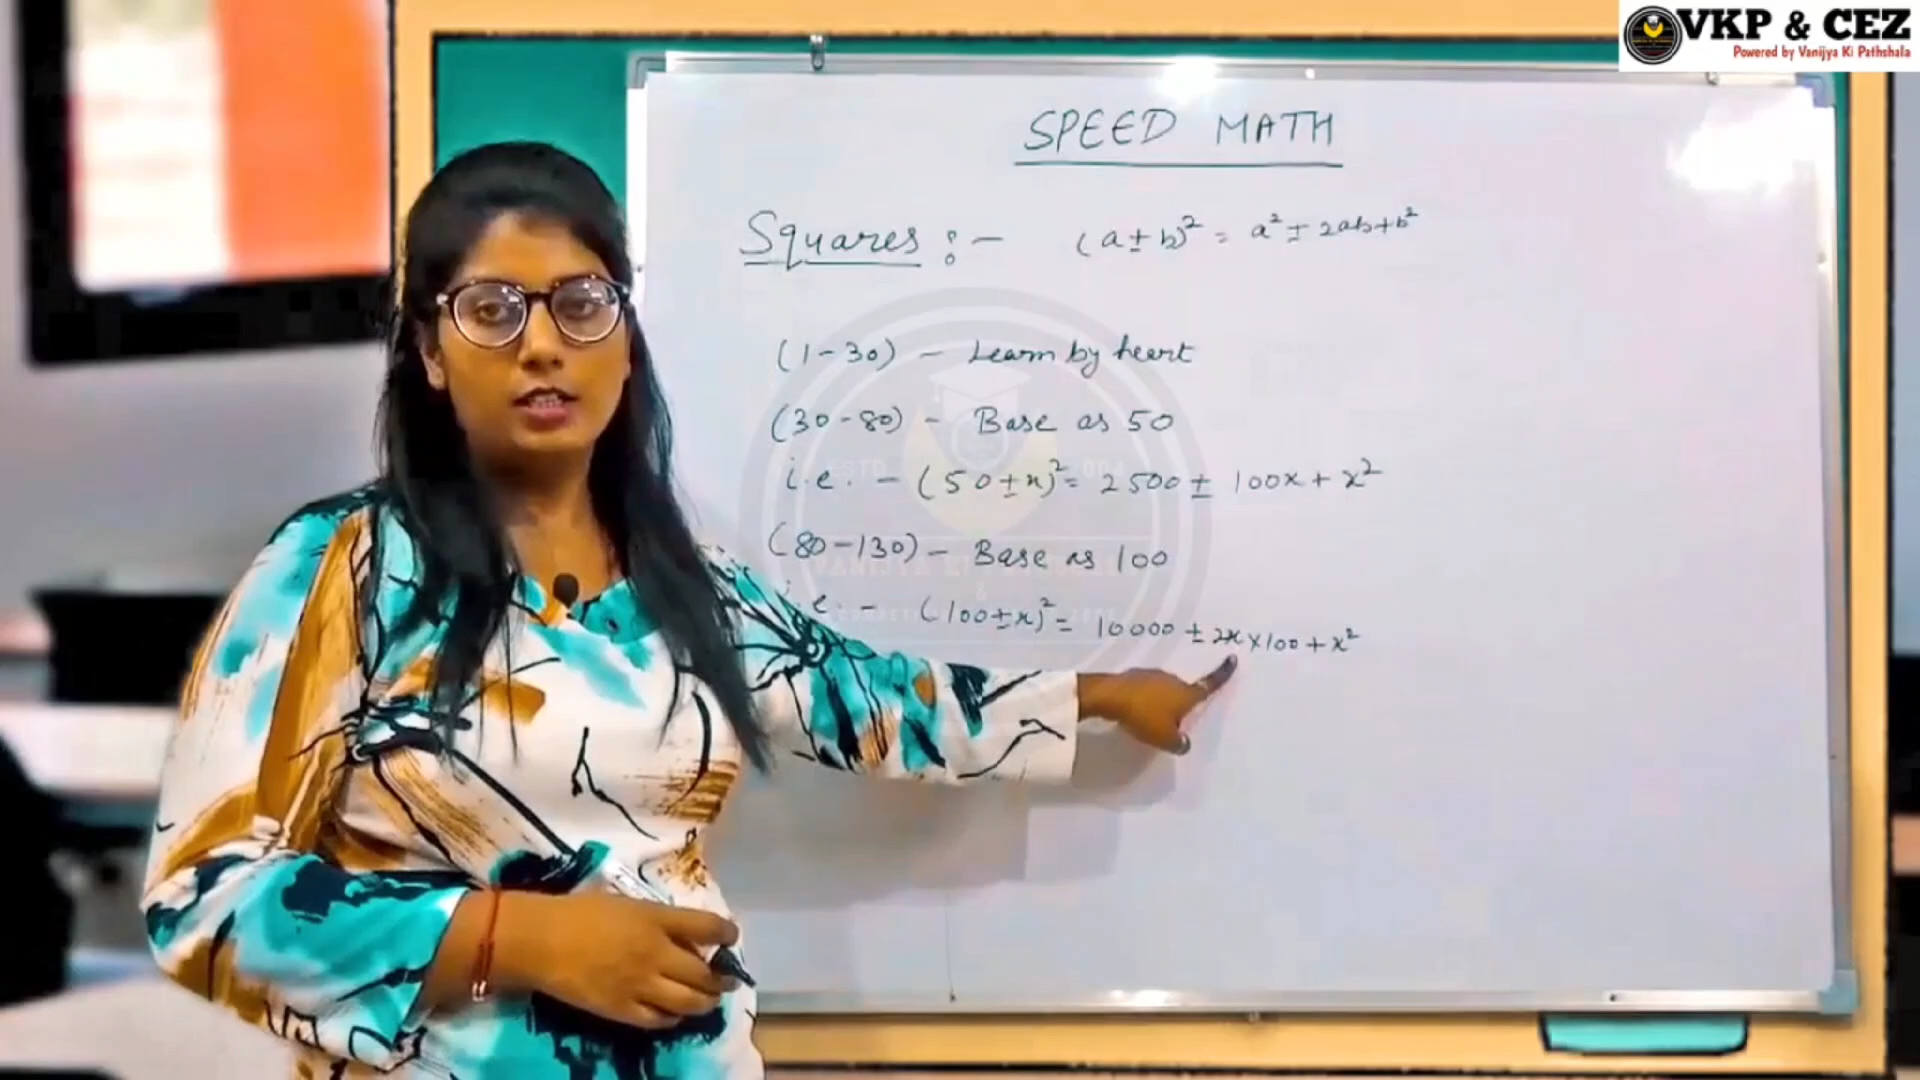 VKP & CEZ
Powered by Vanijya Ki Pathshala
SPEED MATH
Squares :- (a±b)² = a² ± 2ab+b²
(1-30) - Learn by heart
(30-80) - Base as 50
i.e. - (50±x)² = 2500 ± 100x + x²
(80-130) - Base as 100
i.e. - (100±x)² = 10000 ± 2x×100 + x²